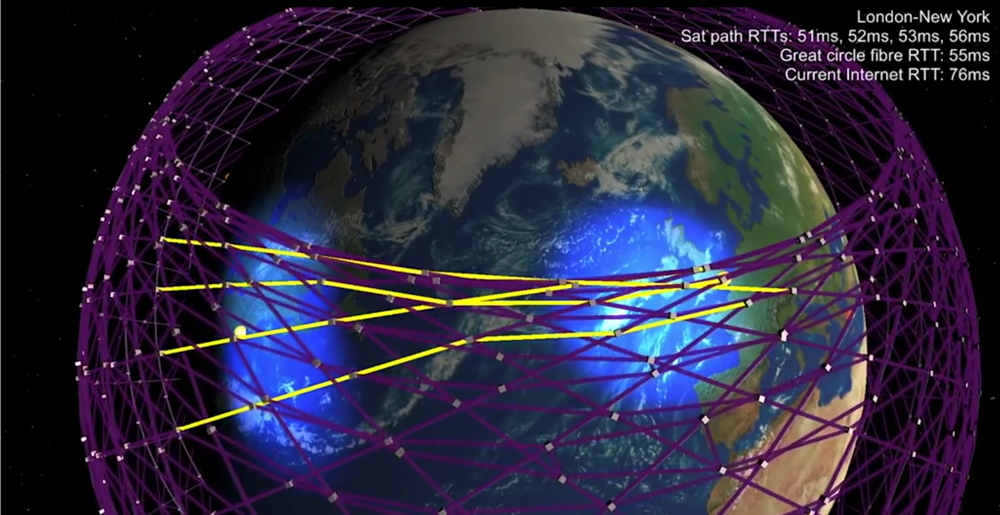 London-New York
Sat path RTTs: 51ms, 52ms, 53ms, 56ms
Great circle fibre RTT: 55ms
Current Internet RTT: 76ms